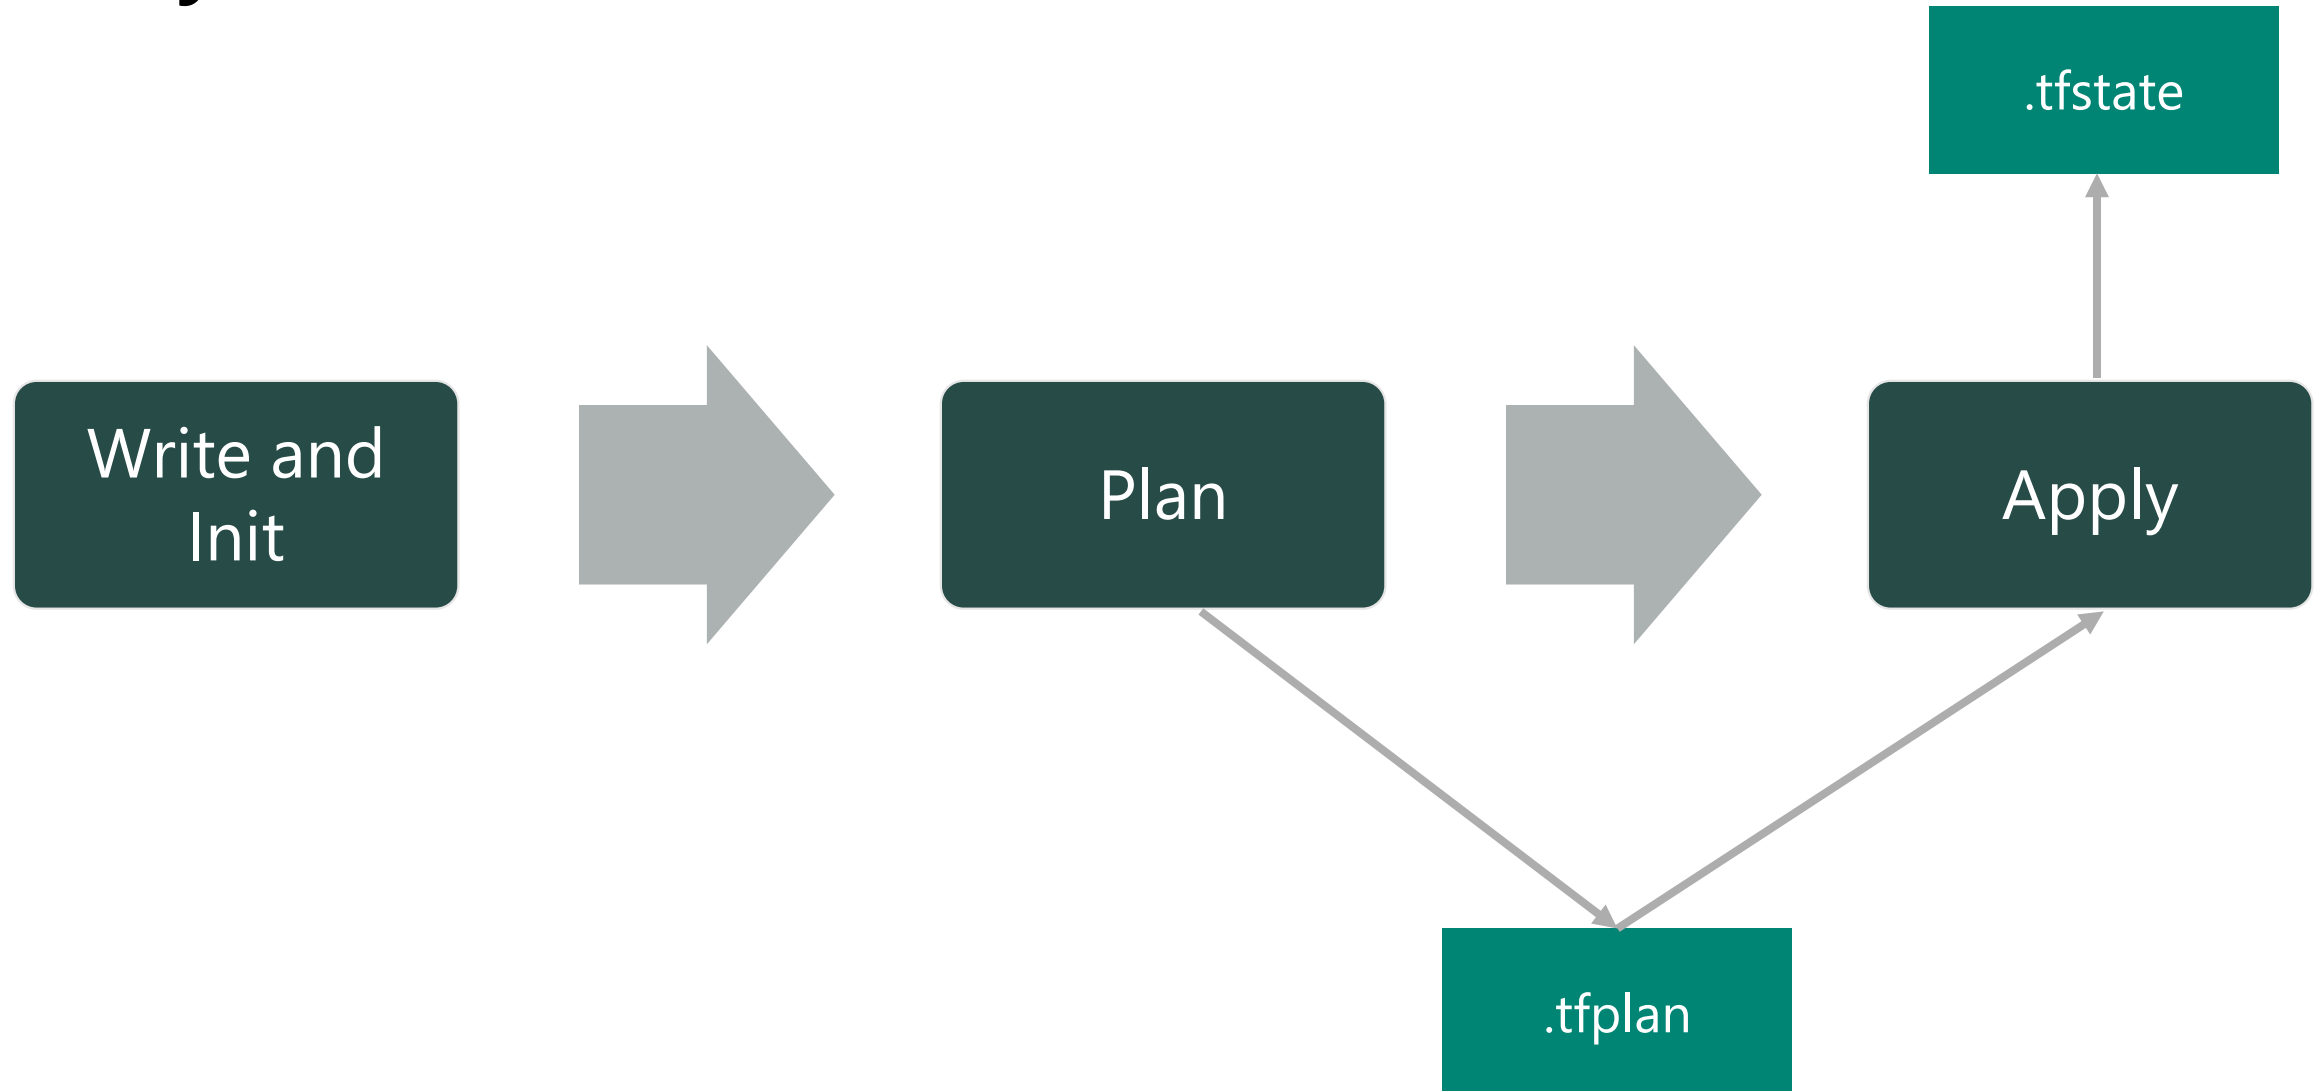 .tfstate
Write and
Init
Plan
Apply
.tfplan